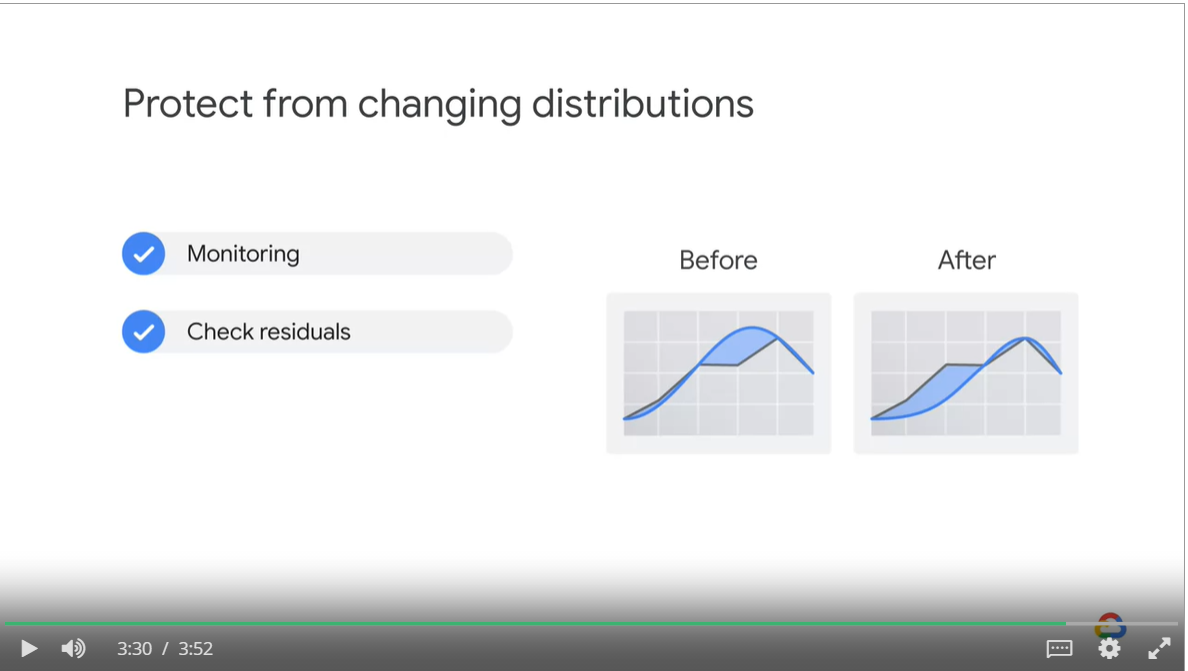 Protect from changing distributions
Monitoring
Check residuals
Before
After
3:30 / 3:52